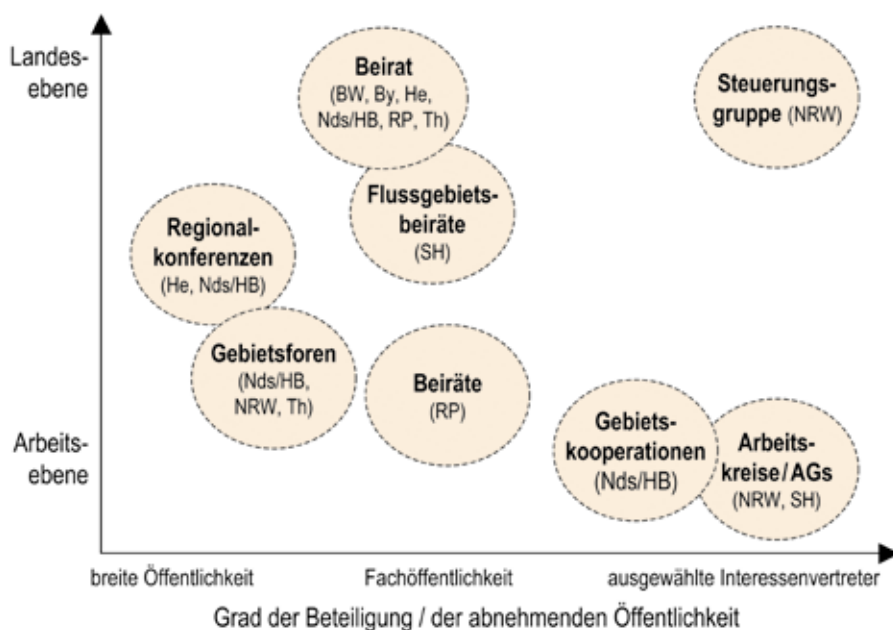 Landes-
ebene
Beirat
(BW, By, He,
Nds/HB, RP, Th)
Steuerungs-
gruppe (NRW)
Flussgebiets-
beiräte
(SH)
Regional-
konferenzen
(He, Nds/HB)
Gebietsforen
(Nds/HB,
NRW, Th)
Beiräte
(RP)
Gebiets-
kooperationen
(Nds/HB)
Arbeits-
kreise/AGs
(NRW, SH)
Arbeits-
ebene
breite Öffentlichkeit
Fachöffentlichkeit
ausgewählte Interessenvertreter
Grad der Beteiligung / der abnehmenden Öffentlichkeit